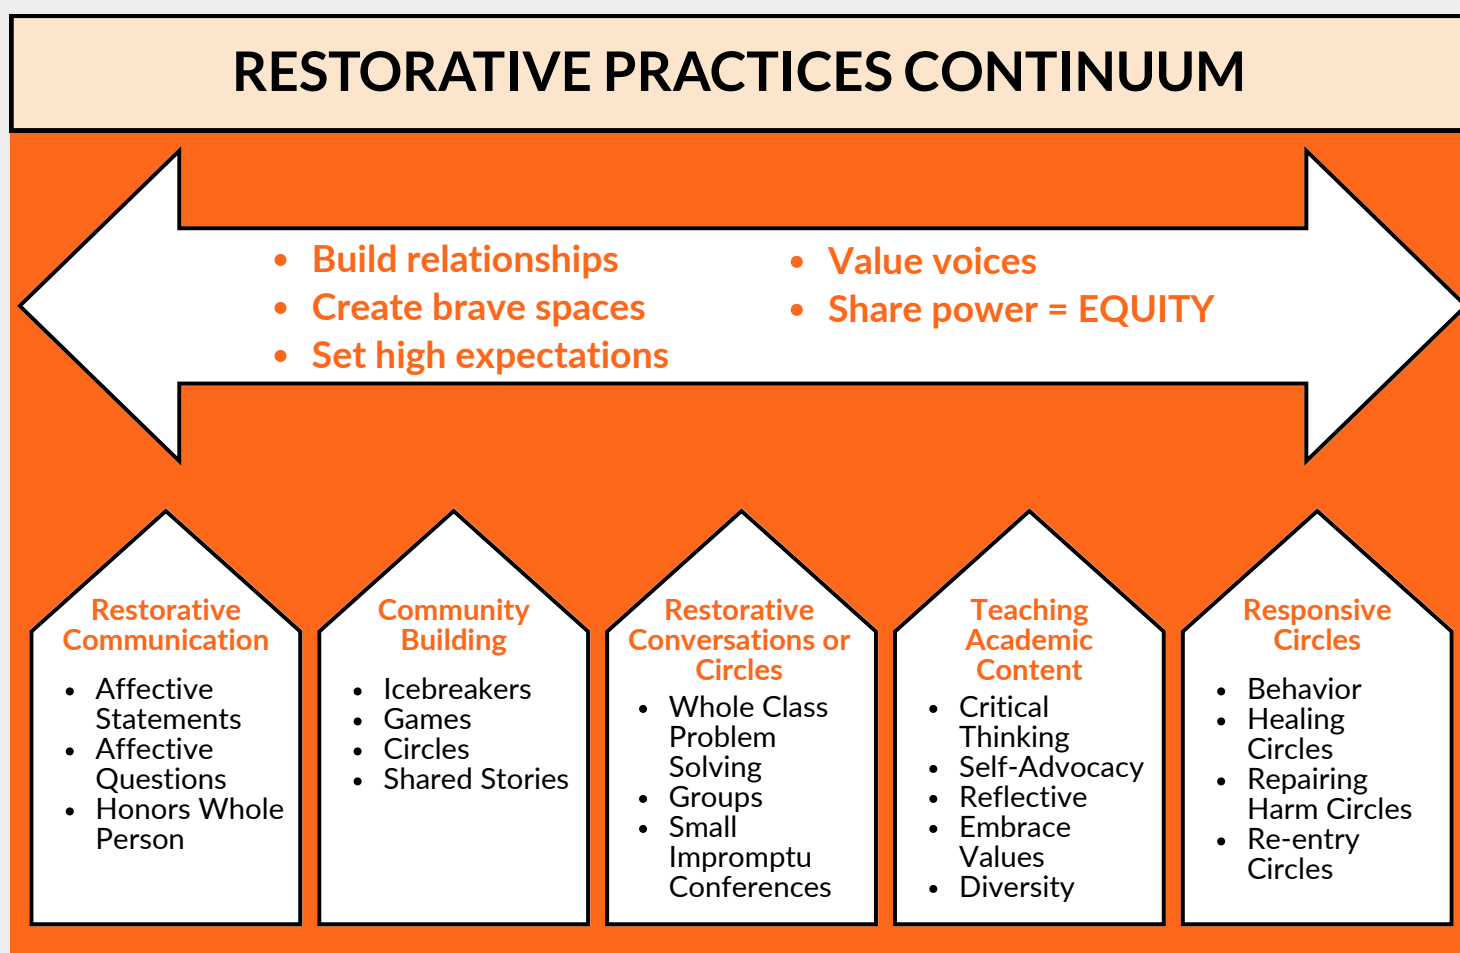 RESTORATIVE PRACTICES CONTINUUM
• Build relationships
• Create brave spaces
• Set high expectations
• Value voices
• Share power = EQUITY
Restorative
Communication
• Affective
Statements
• Affective
Questions
• Honors Whole
Person
Community
Building
• Icebreakers
• Games
• Circles
• Shared Stories
Restorative
Conversations or
Circles
• Whole Class
Problem
Solving
• Groups
• Small
Impromptu
Conferences
Teaching
Academic
Content
• Critical
Thinking
• Self-Advocacy
• Reflective
• Embrace
Values
• Diversity
Responsive
Circles
• Behavior
• Healing
Circles
• Repairing
Harm Circles
• Re-entry
Circles